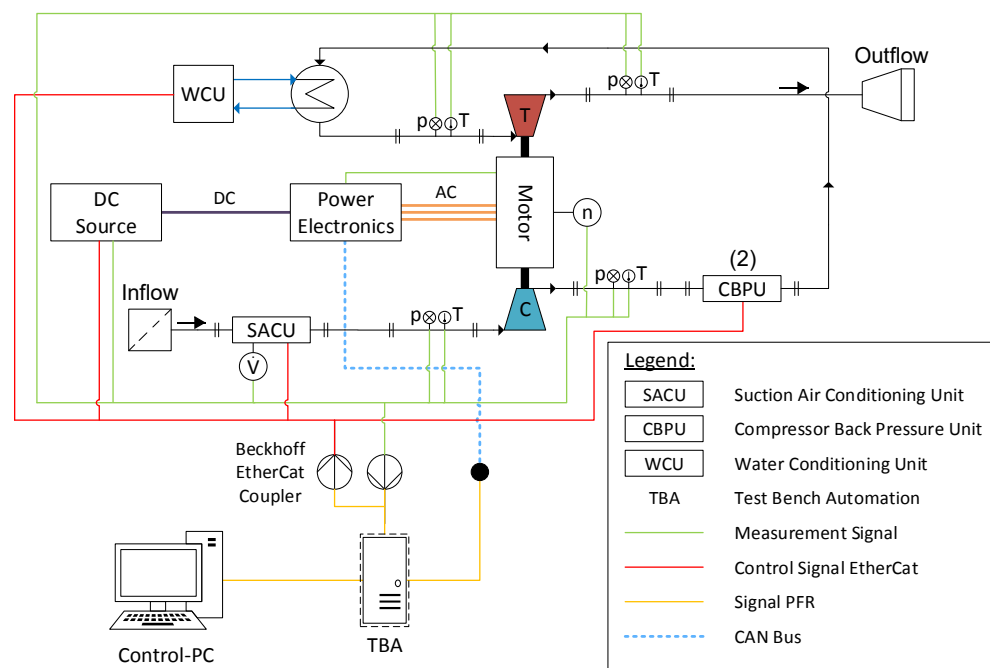 Outflow
WCU
p
T
p
T
T
DC
Source
DC
Power
Electronics
AC
Motor
n
(2)
p
T
CBPU
Inflow
SACU
p
T
C
V̇
Legend:
SACU
Suction Air Conditioning Unit
CBPU
Compressor Back Pressure Unit
WCU
Water Conditioning Unit
TBA
Test Bench Automation
Measurement Signal
Control Signal EtherCat
Signal PFR
CAN Bus
Beckhoff
EtherCat
Coupler
TBA
Control-PC